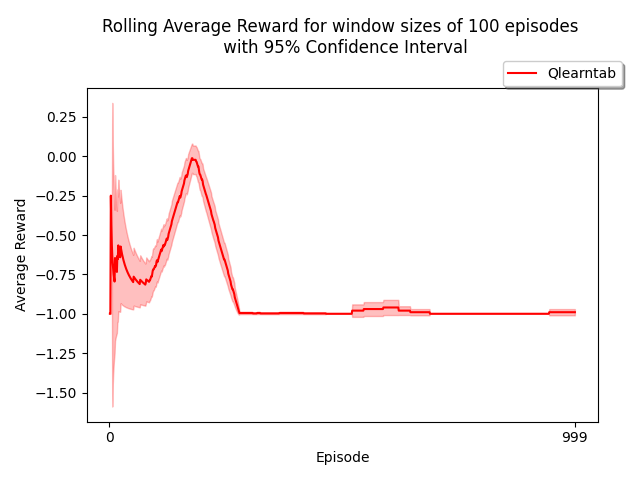 Rolling Average Reward for window sizes of 100 episodes
with 95% Confidence Interval
Qlearntab
0.25
0.00
−0.25
−0.50
−0.75
−1.00
−1.25
−1.50
Average Reward
0
999
Episode